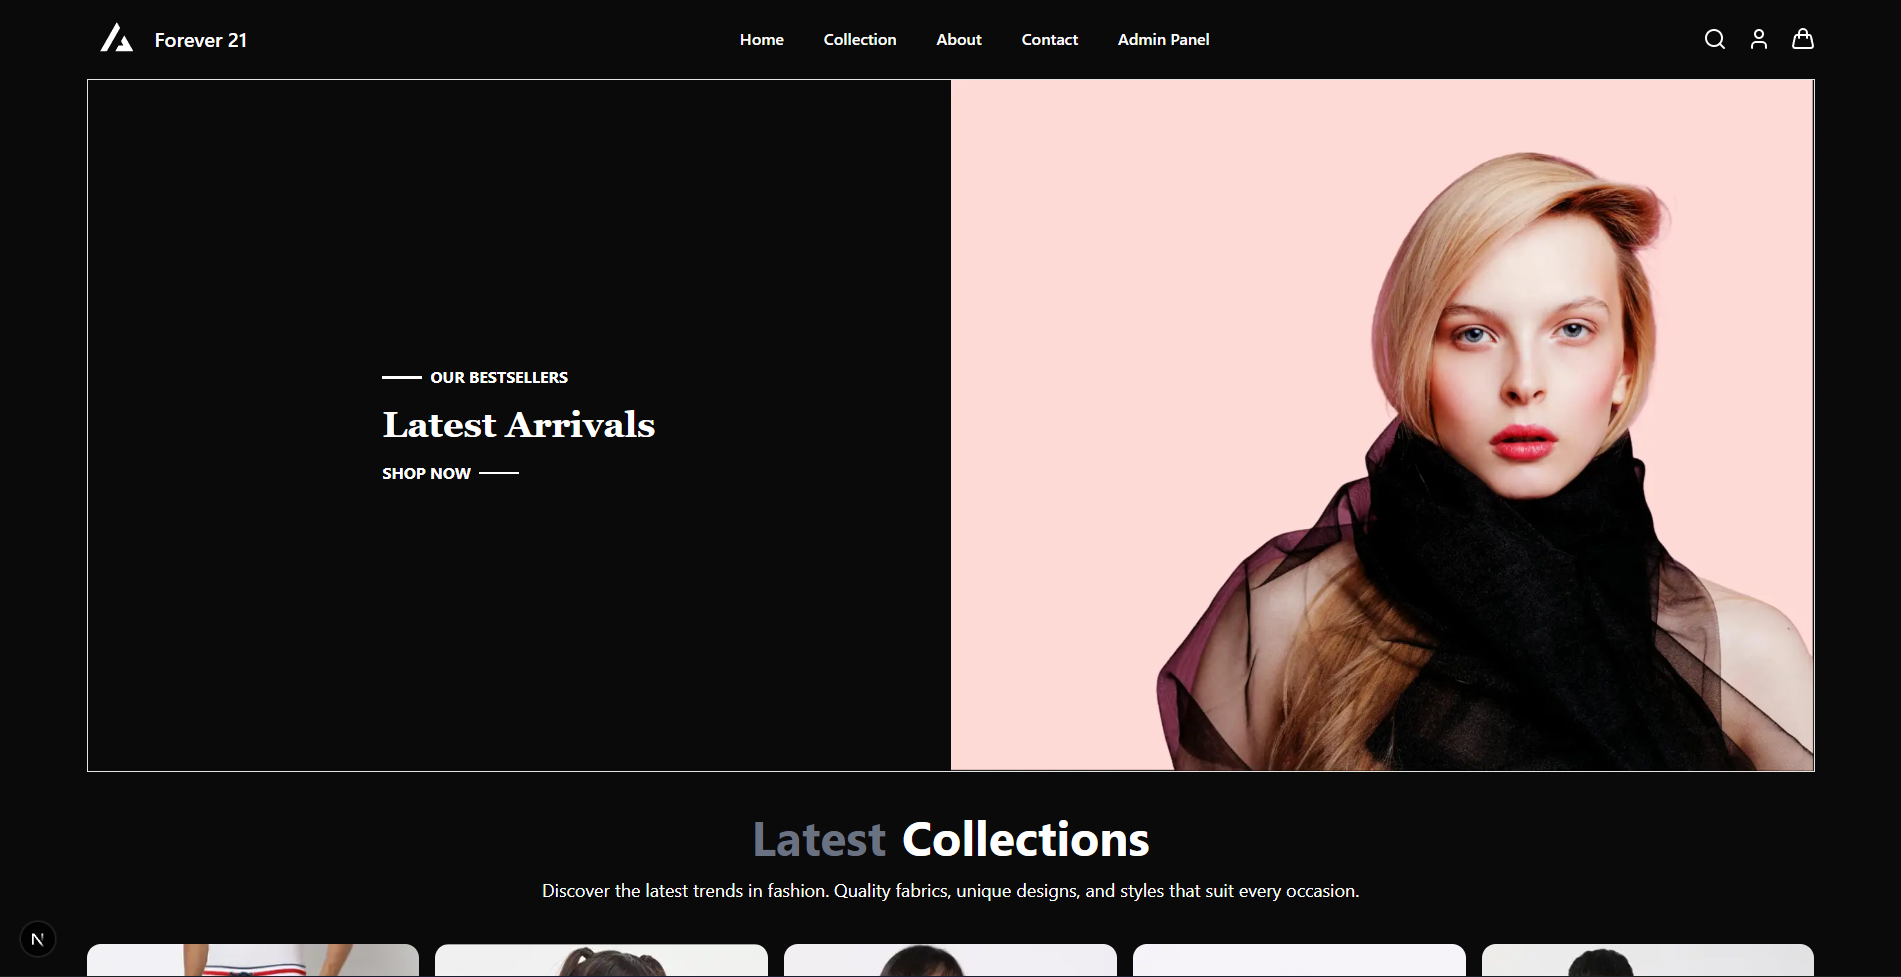 Forever 21
Home Collection About Contact Admin Panel
OUR BESTSELLERS
Latest Arrivals
SHOP NOW
Latest Collections
Discover the latest trends in fashion. Quality fabrics, unique designs, and styles that suit every occasion.
N